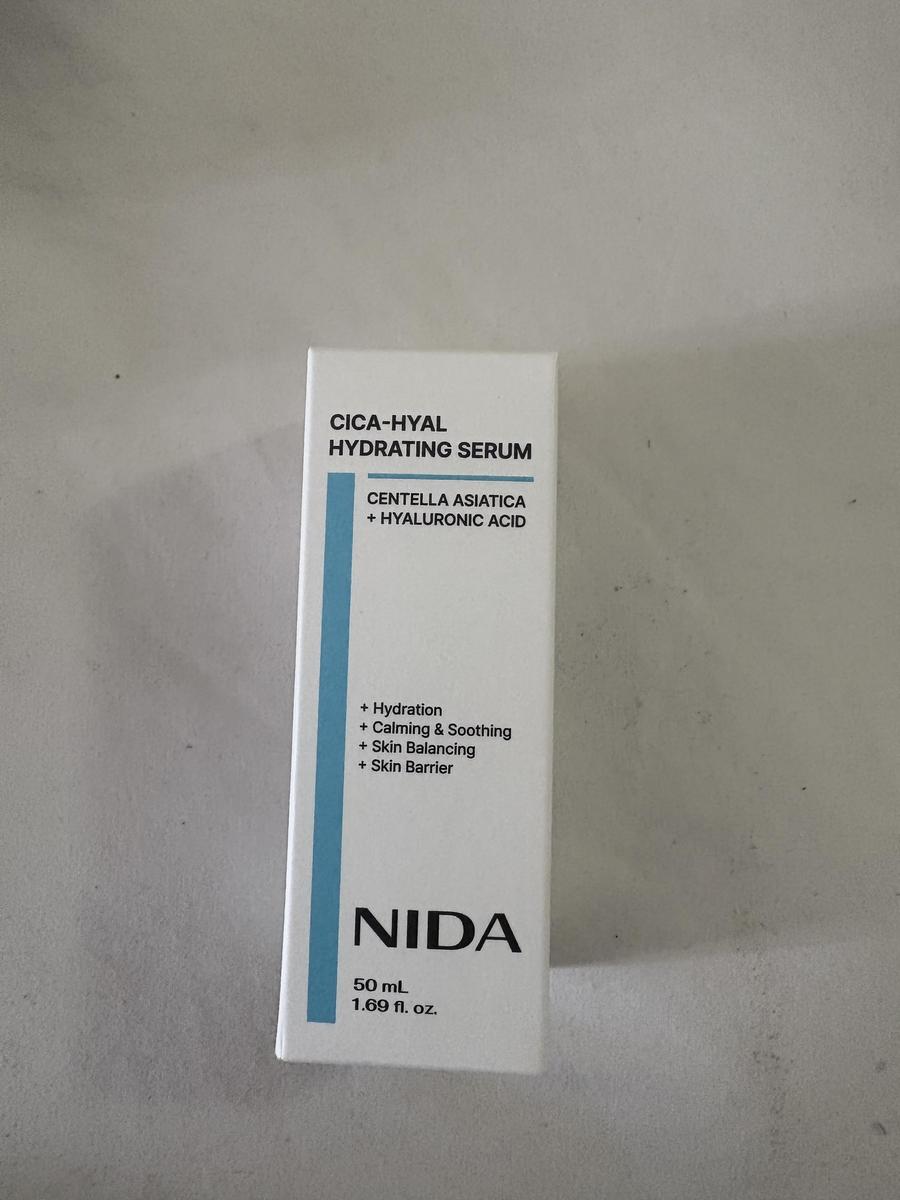 CICA-HYAL
HYDRATING SERUM
CENTELLA ASIATICA
+ HYALURONIC ACID
+ Hydration
+ Calming & Soothing
+ Skin Balancing
+ Skin Barrier
NIDA
50 mL
1.69 fl. oz.